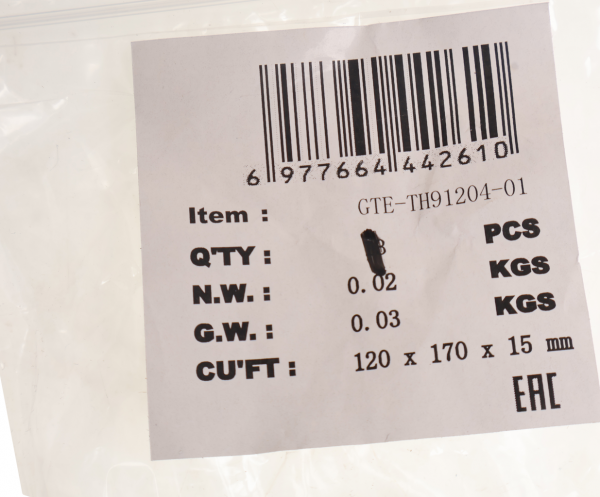 6 977664 442610
Item : GTE-TH91204-01
Q'TY : PCS
N.W. : 0.02 KGS
G.W. : 0.03 KGS
CU'FT : 120 x 170 x 15 mm
EAC